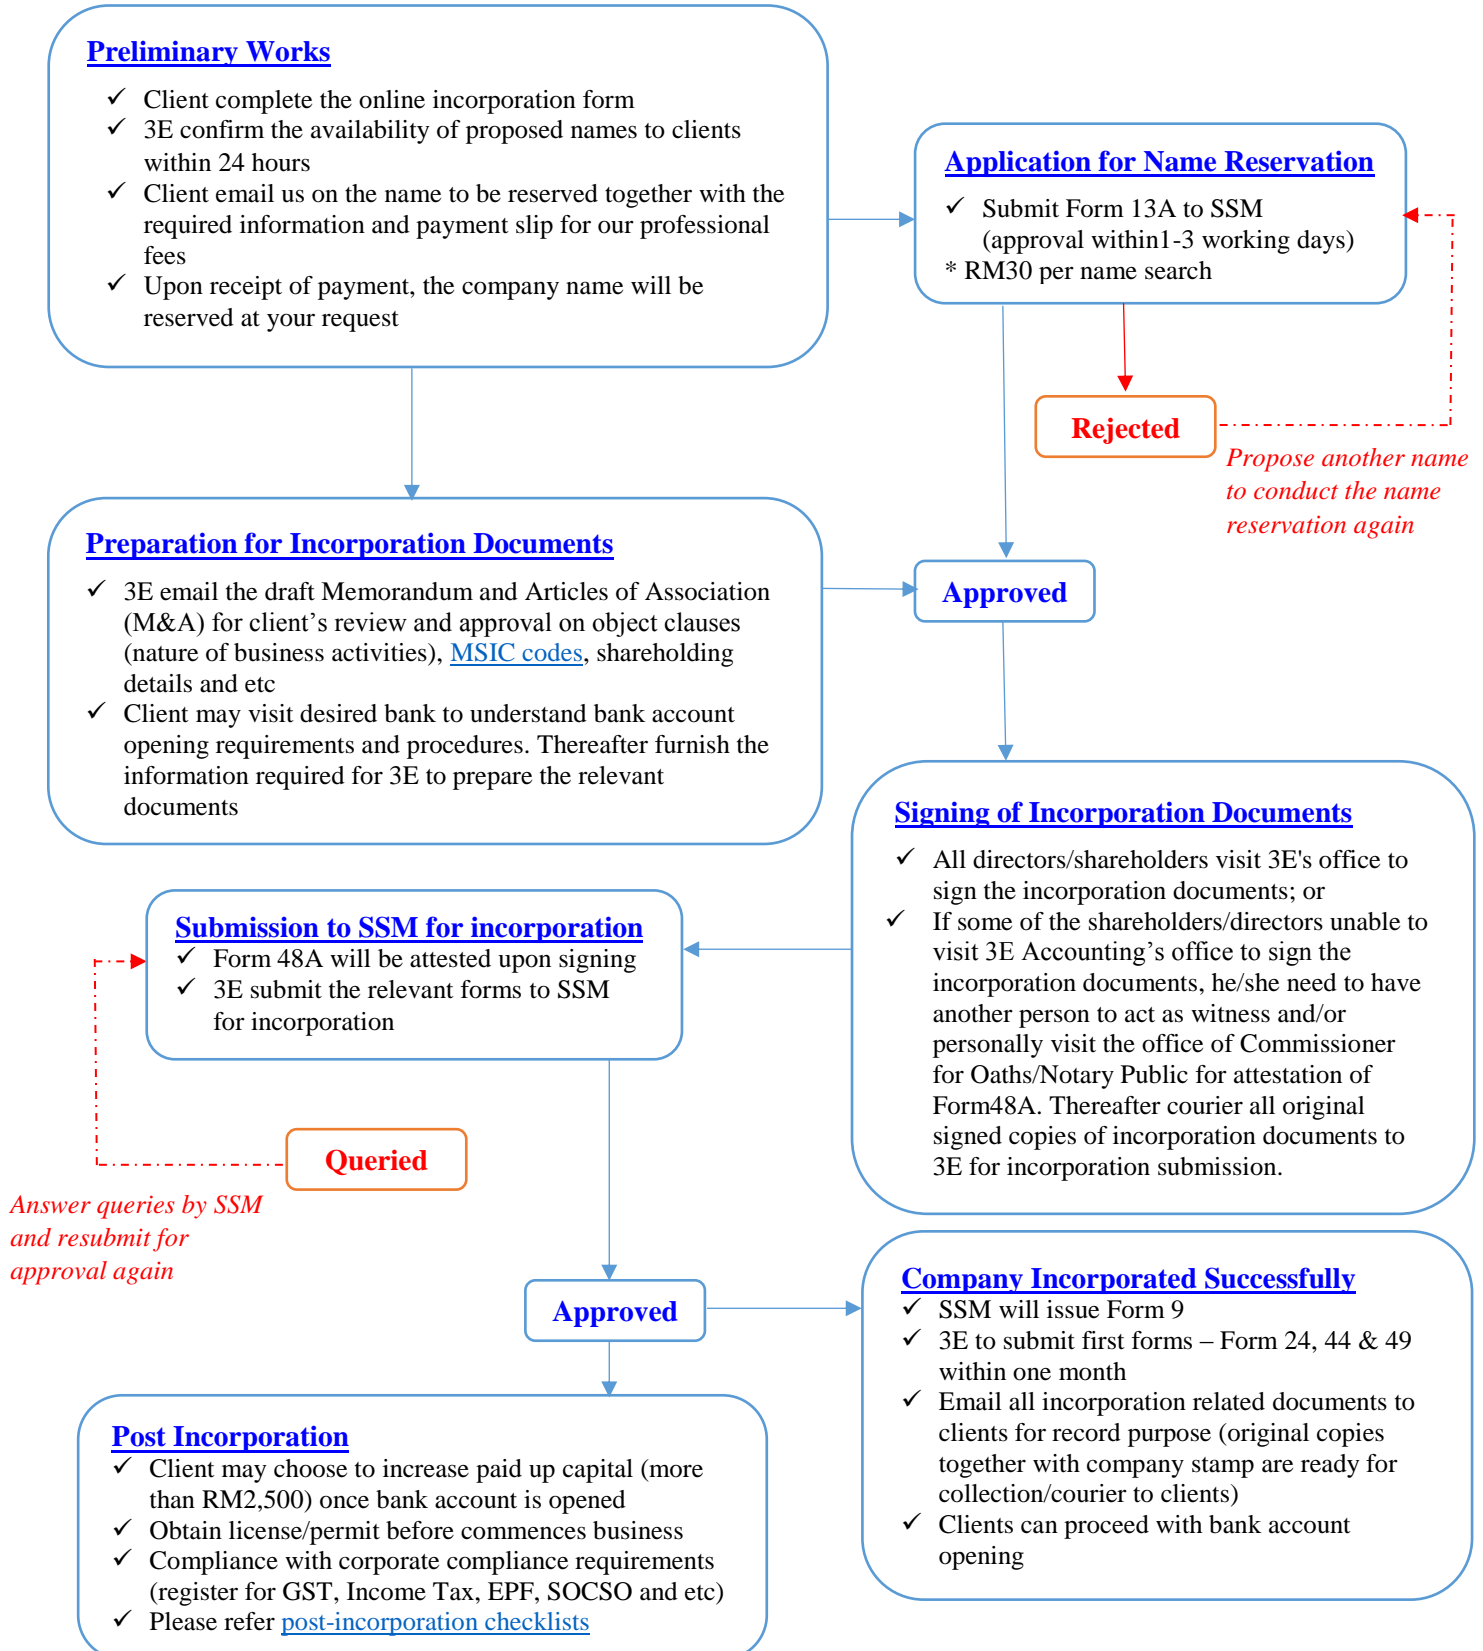 Preliminary Works
✓ Client complete the online incorporation form
✓ 3E confirm the availability of proposed names to clients
within 24 hours
✓ Client email us on the name to be reserved together with the
required information and payment slip for our professional
fees
✓ Upon receipt of payment, the company name will be
reserved at your request
Application for Name Reservation
✓ Submit Form 13A to SSM
(approval within1-3 working days)
* RM30 per name search
Rejected
Propose another name
to conduct the name
reservation again
Preparation for Incorporation Documents
✓ 3E email the draft Memorandum and Articles of Association
(M&A) for client’s review and approval on object clauses
(nature of business activities), MSIC codes, shareholding
details and etc
✓ Client may visit desired bank to understand bank account
opening requirements and procedures. Thereafter furnish the
information required for 3E to prepare the relevant
documents
Approved
Signing of Incorporation Documents
✓ All directors/shareholders visit 3E's office to
sign the incorporation documents; or
✓ If some of the shareholders/directors unable to
visit 3E Accounting’s office to sign the
incorporation documents, he/she need to have
another person to act as witness and/or
personally visit the office of Commissioner
for Oaths/Notary Public for attestation of
Form48A. Thereafter courier all original
signed copies of incorporation documents to
3E for incorporation submission.
Submission to SSM for incorporation
✓ Form 48A will be attested upon signing
✓ 3E submit the relevant forms to SSM
for incorporation
Queried
Answer queries by SSM
and resubmit for
approval again
Approved
Company Incorporated Successfully
✓ SSM will issue Form 9
✓ 3E to submit first forms – Form 24, 44 & 49
within one month
✓ Email all incorporation related documents to
clients for record purpose (original copies
together with company stamp are ready for
collection/courier to clients)
✓ Clients can proceed with bank account
opening
Post Incorporation
✓ Client may choose to increase paid up capital (more
than RM2,500) once bank account is opened
✓ Obtain license/permit before commences business
✓ Compliance with corporate compliance requirements
(register for GST, Income Tax, EPF, SOCSO and etc)
✓ Please refer post-incorporation checklists